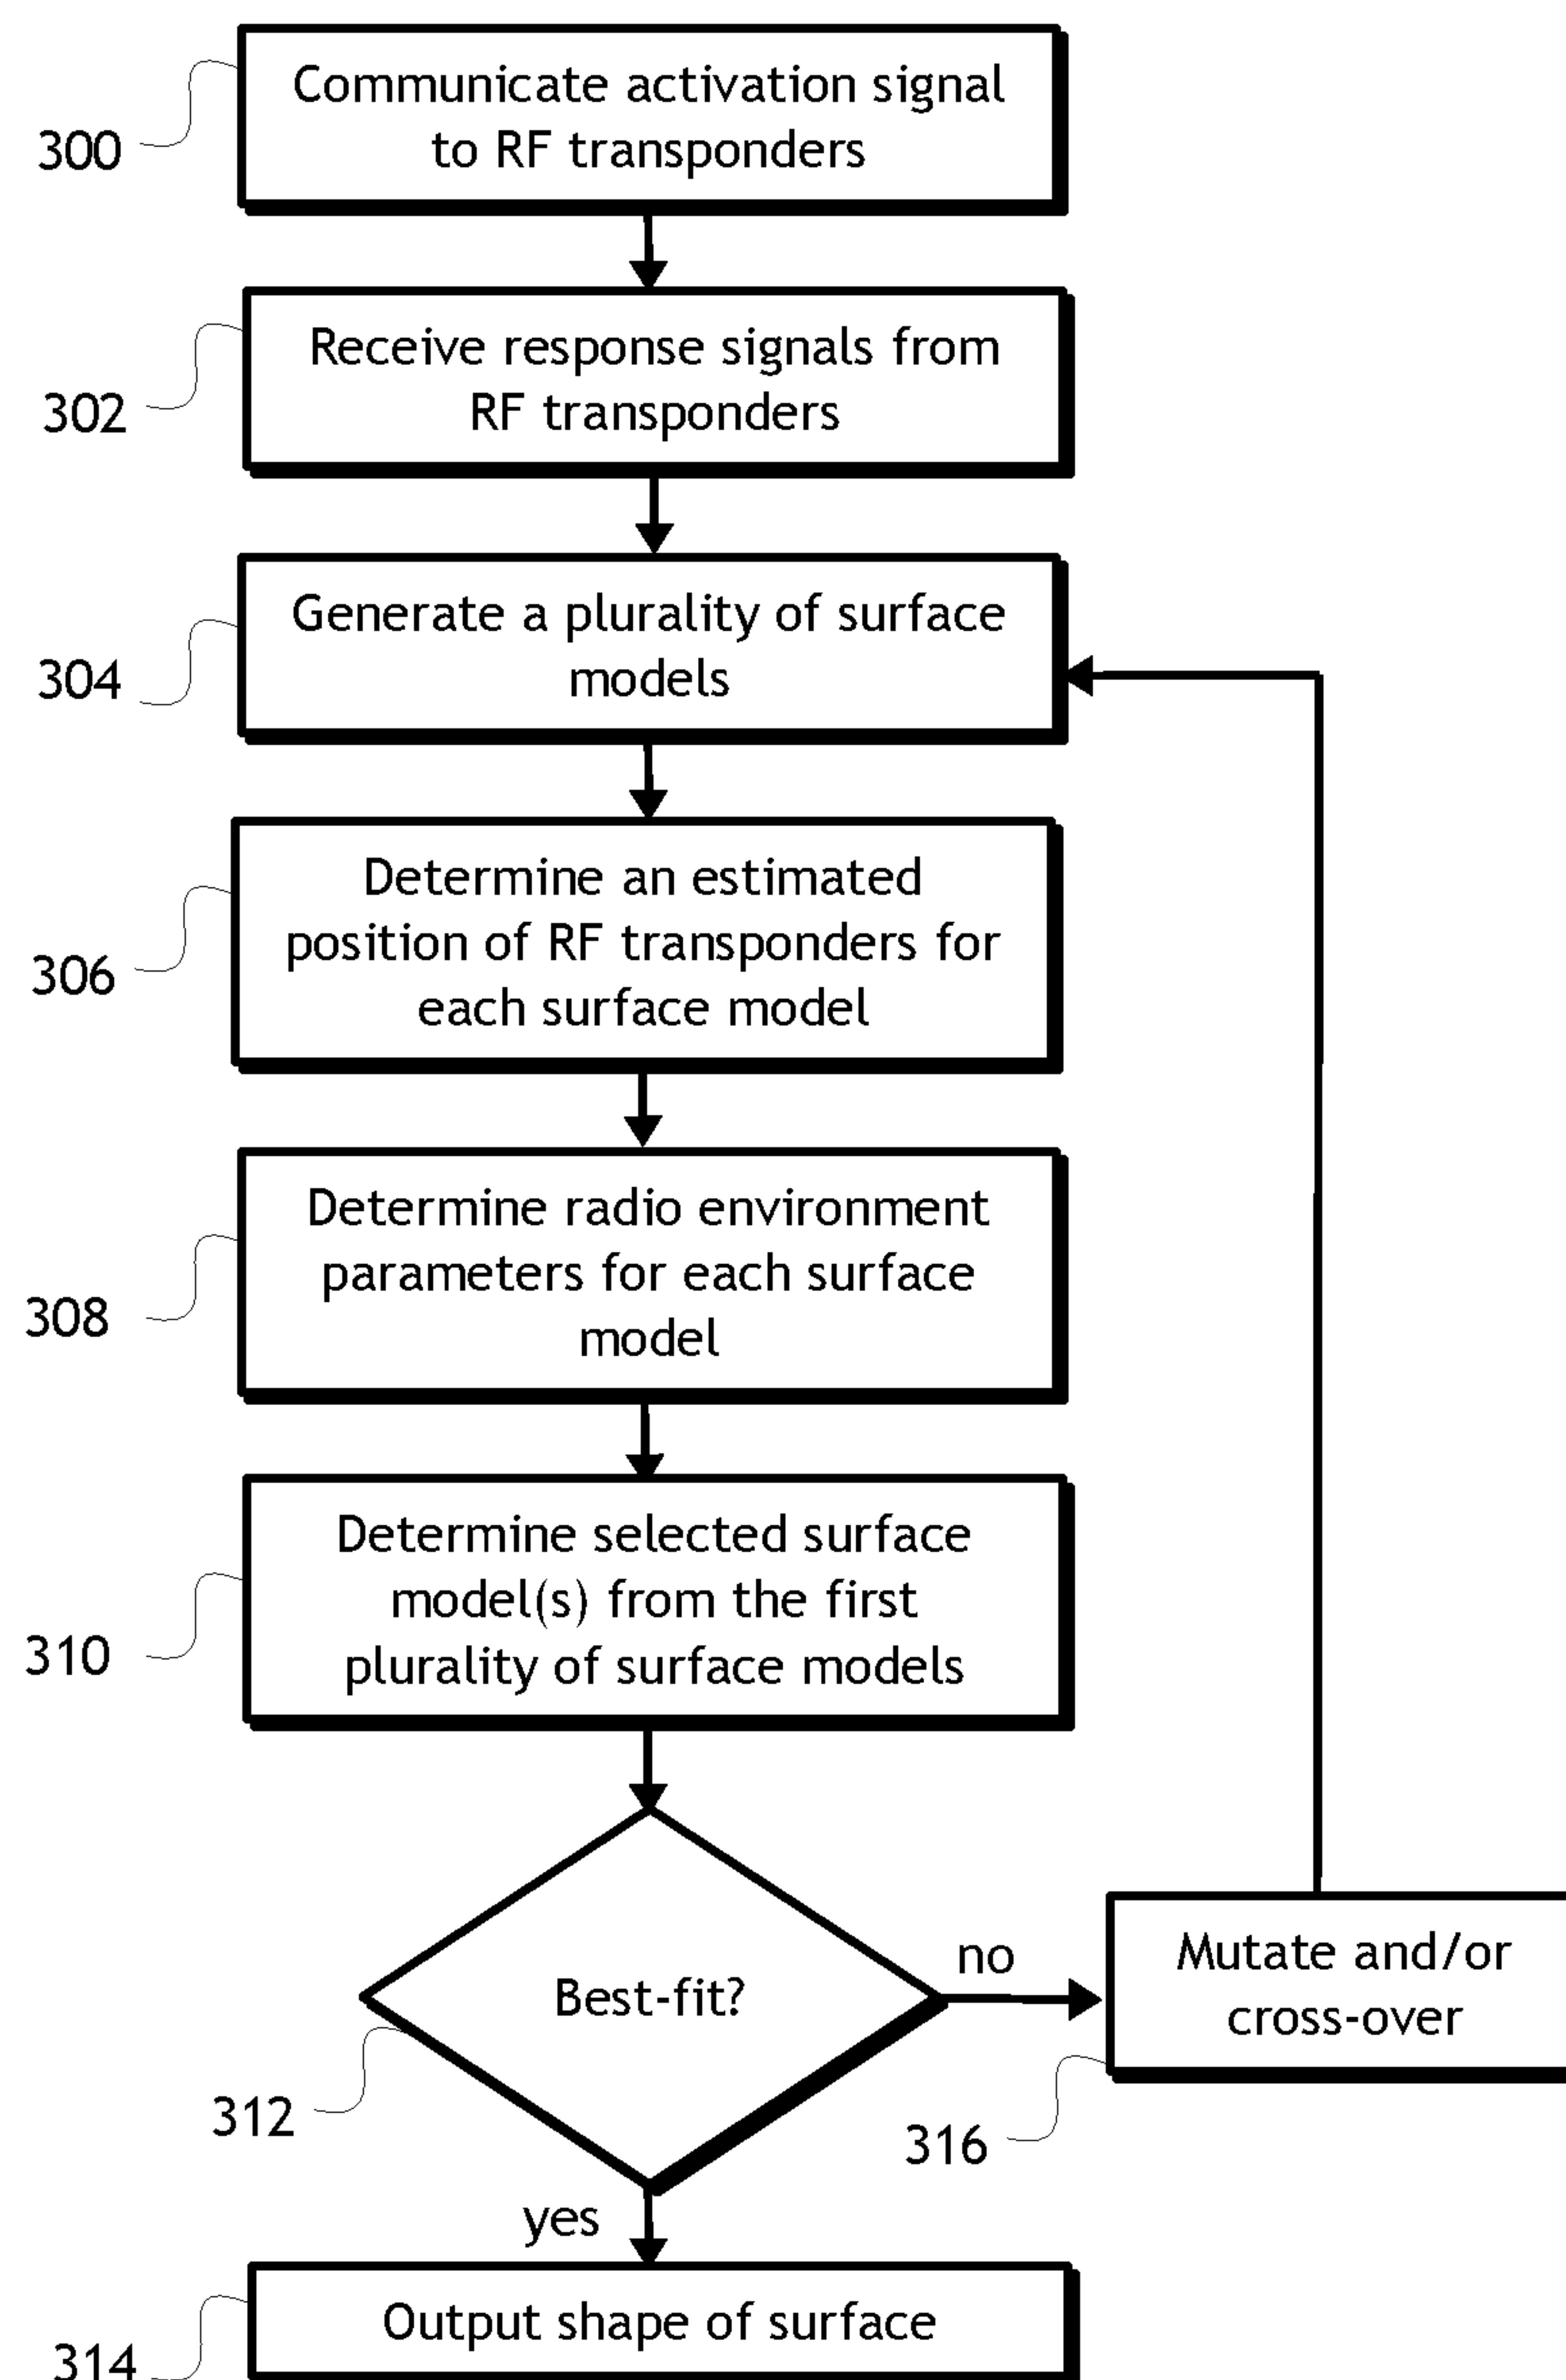 Communicate activation signal
to RF transponders
300
Receive response signals from
RF transponders
302
Generate a plurality of surface
models
304
Determine an estimated
position of RF transponders for
each surface model
306
Determine radio environment
parameters for each surface
model
308
Determine selected surface
model(s) from the first
plurality of surface models
310
Best-fit?
no
Mutate and/or
cross-over
312
316
yes
Output shape of surface
314